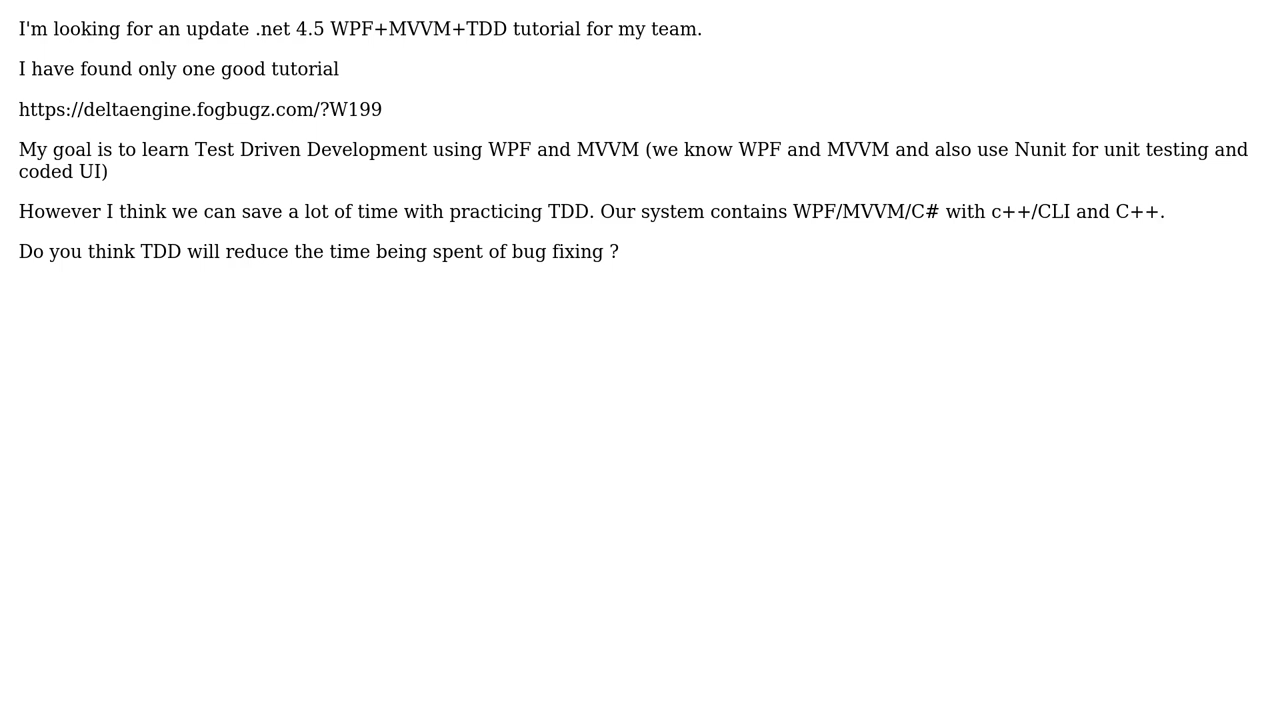 I'm looking for an update .net 4.5 WPF+MVVM+TDD tutorial for my team.
I have found only one good tutorial
https://deltaengine.fogbugz.com/?W199
My goal is to learn Test Driven Development using WPF and MVVM (we know WPF and MVVM and also use Nunit for unit testing and
coded UI)
However I think we can save a lot of time with practicing TDD. Our system contains WPF/MVVM/C# with c++/CLI and C++.
Do you think TDD will reduce the time being spent of bug fixing ?